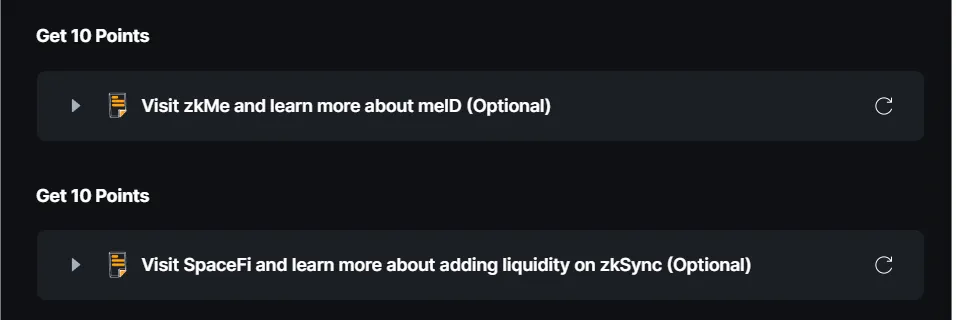 Get 10 Points
Visit zkMe and learn more about meID (Optional)
Get 10 Points
Visit SpaceFi and learn more about adding liquidity on zkSync (Optional)